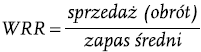 WRR = sprzedaż (obrót)
zapas średni